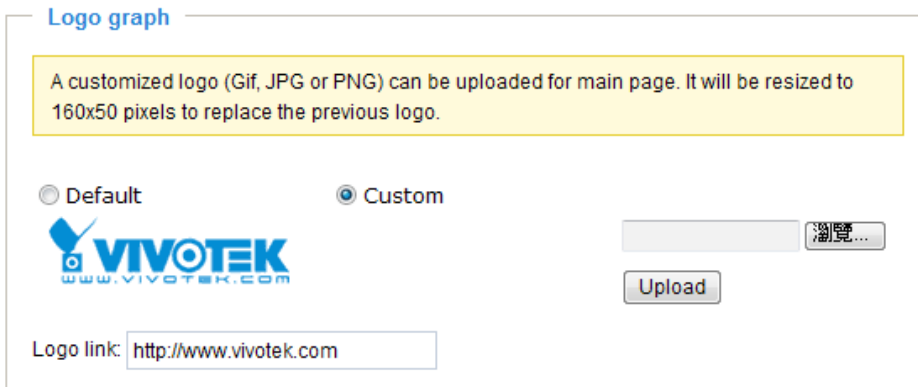 Logo graph
A customized logo (Gif, JPG or PNG) can be uploaded for main page. It will be resized to
160x50 pixels to replace the previous logo.
Default
Custom
VIVOTEK
www.vivotek.com
瀏覽...
Upload
Logo link: http://www.vivotek.com